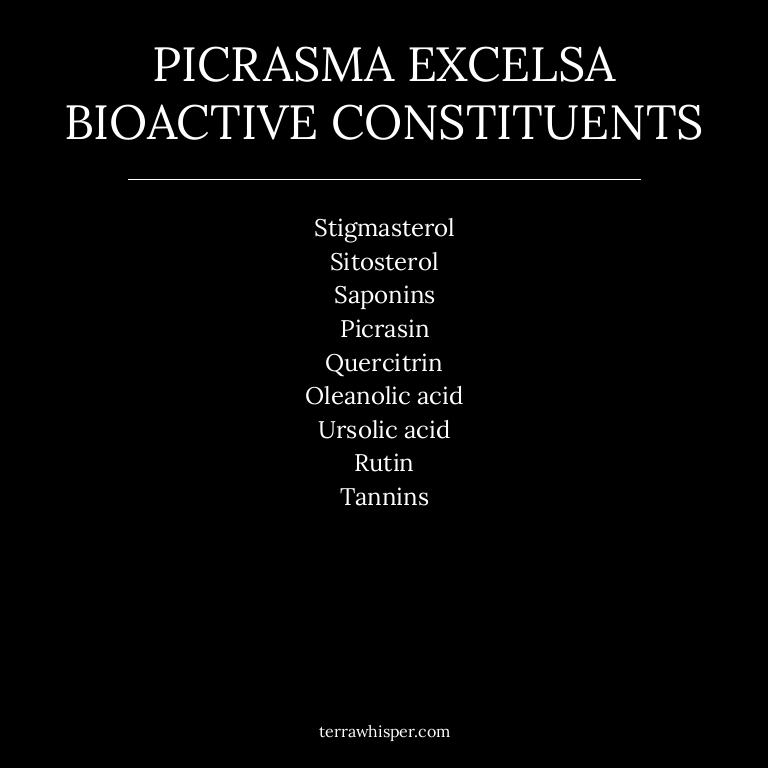 PICRASMA EXCELSA
BIOACTIVE CONSTITUENTS
Stigmasterol
Sitosterol
Saponins
Picrasin
Quercitrin
Oleanolic acid
Ursolic acid
Rutin
Tannins
terrawhisper.com